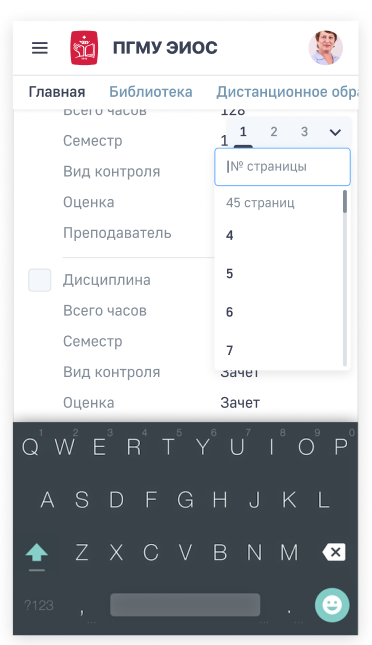 ПГМУ ЭИОС
Главная Библиотека Дистанционное обра
Всего часов 128
1 2 3
Семестр 1
№ страницы
Вид контроля
Оценка
45 страниц
Преподаватель
4
5
Дисциплина
Всего часов
6
Семестр
7
Вид контроля Зачет
Оценка Зачет
1 2 3 4 5 6 7 8 9 0
Q W E R T Y U I O P
A S D F G H J K L
Z X C V B N M
?123 , .